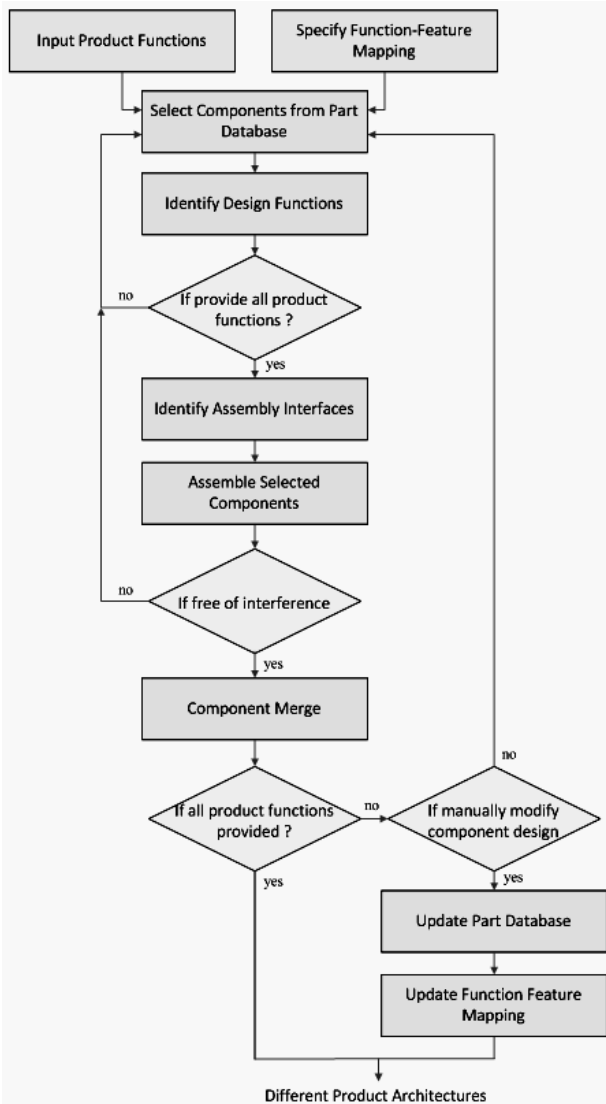 Input Product Functions
Specify Function-Feature
Mapping
Select Components from Part
Database
Identify Design Functions
If provide all product
functions ?
no
yes
Identify Assembly Interfaces
Assemble Selected
Components
If free of interference
no
yes
Component Merge
If all product functions
provided ?
no
yes
If manually modify
component design
no
yes
Update Part Database
Update Function Feature
Mapping
Different Product Architectures